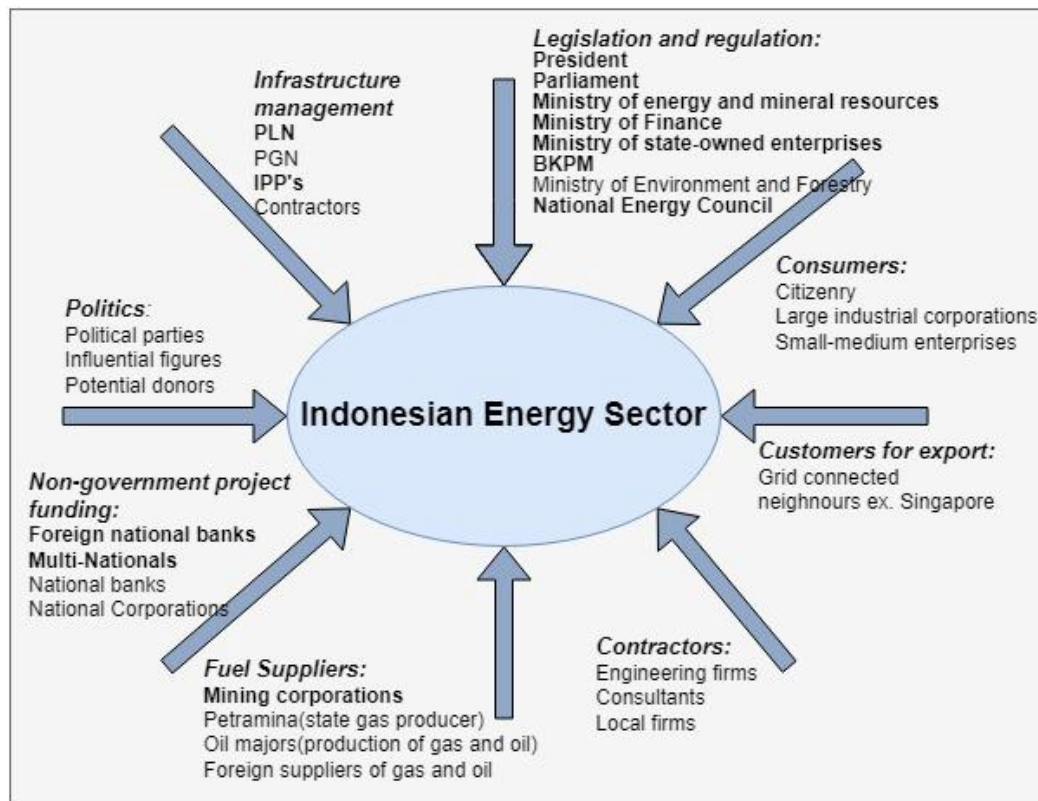 Legislation and regulation:
President
Parliament
Ministry of energy and mineral resources
Ministry of Finance
Ministry of state-owned enterprises
BKPM
Ministry of Environment and Forestry
National Energy Council
Infrastructure
management
PLN
PGN
IPP's
Contractors
Consumers:
Citizenry
Large industrial corporations
Small-medium enterprises
Politics:
Political parties
Influential figures
Potential donors
Indonesian Energy Sector
Customers for export:
Grid connected
neighnours ex. Singapore
Non-government project
funding:
Foreign national banks
Multi-Nationals
National banks
National Corporations
Contractors:
Engineering firms
Consultants
Local firms
Fuel Suppliers:
Mining corporations
Petramina(state gas producer)
Oil majors(production of gas and oil)
Foreign suppliers of gas and oil